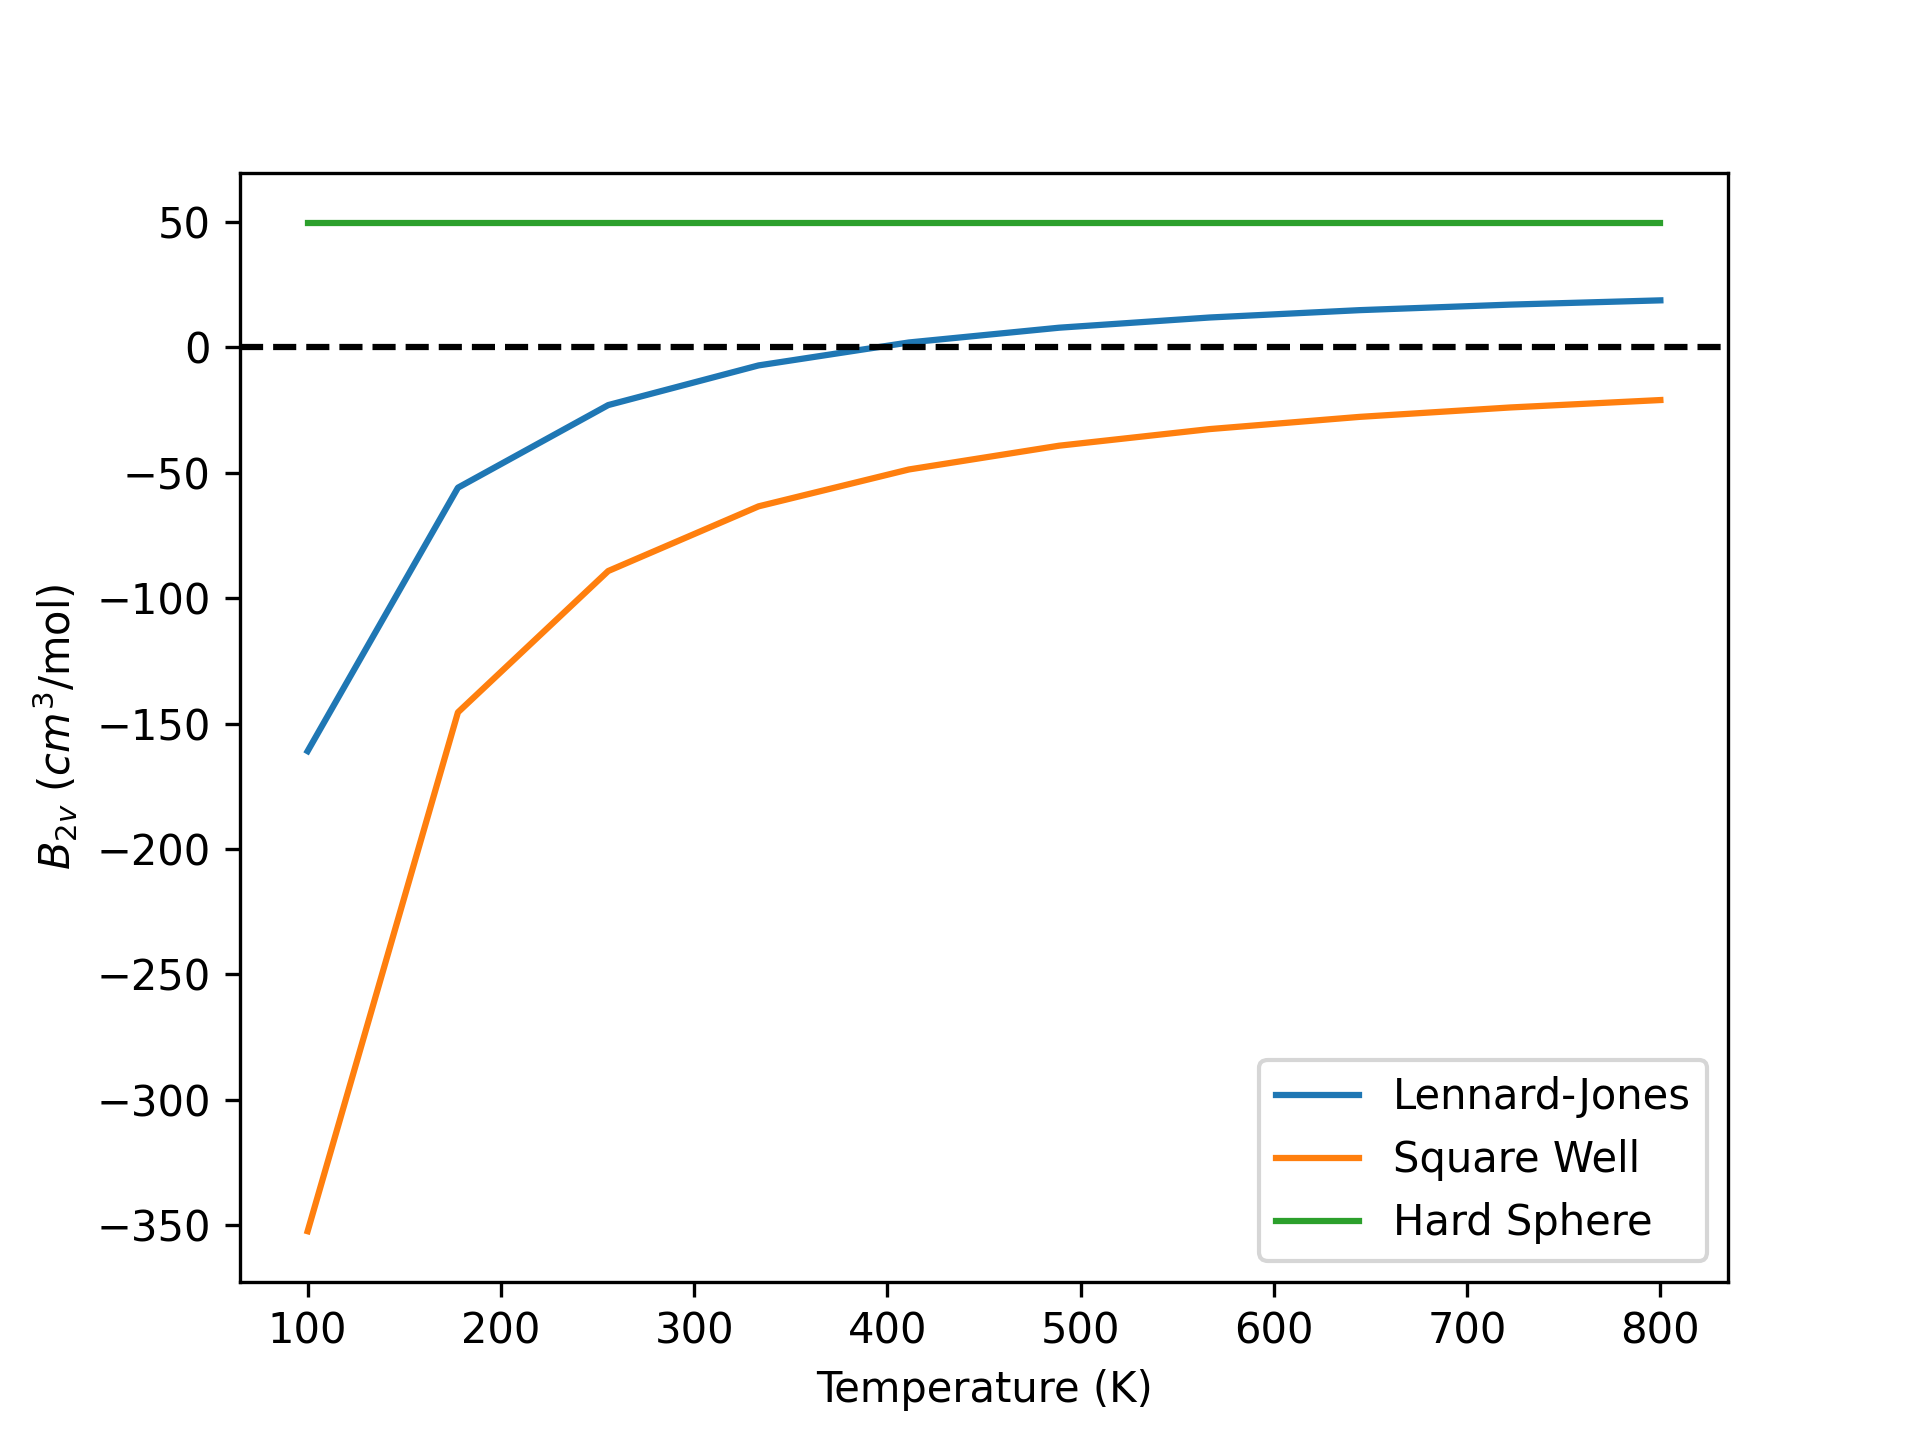 50
0
−50
−100
−150
−200
−250
−300
−350
B2v (cm3/mol)
Lennard-Jones
Square Well
Hard Sphere
100 200 300 400 500 600 700 800
Temperature (K)